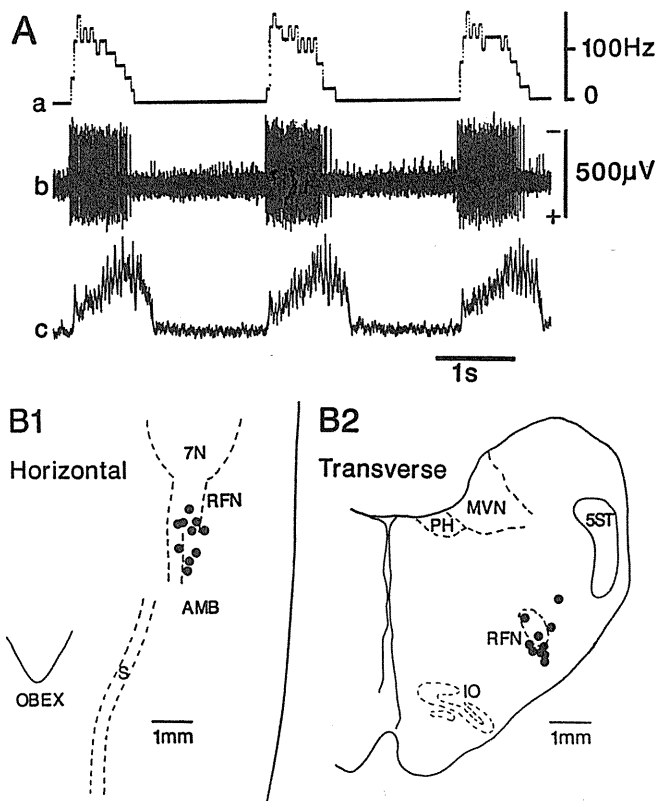 A
a
100Hz
0
b
−
500μV
+
c
1s
B1
Horizontal
7N
RFN
AMB
S
OBEX
1mm
B2
Transverse
PH
MVN
5ST
RFN
IO
1mm